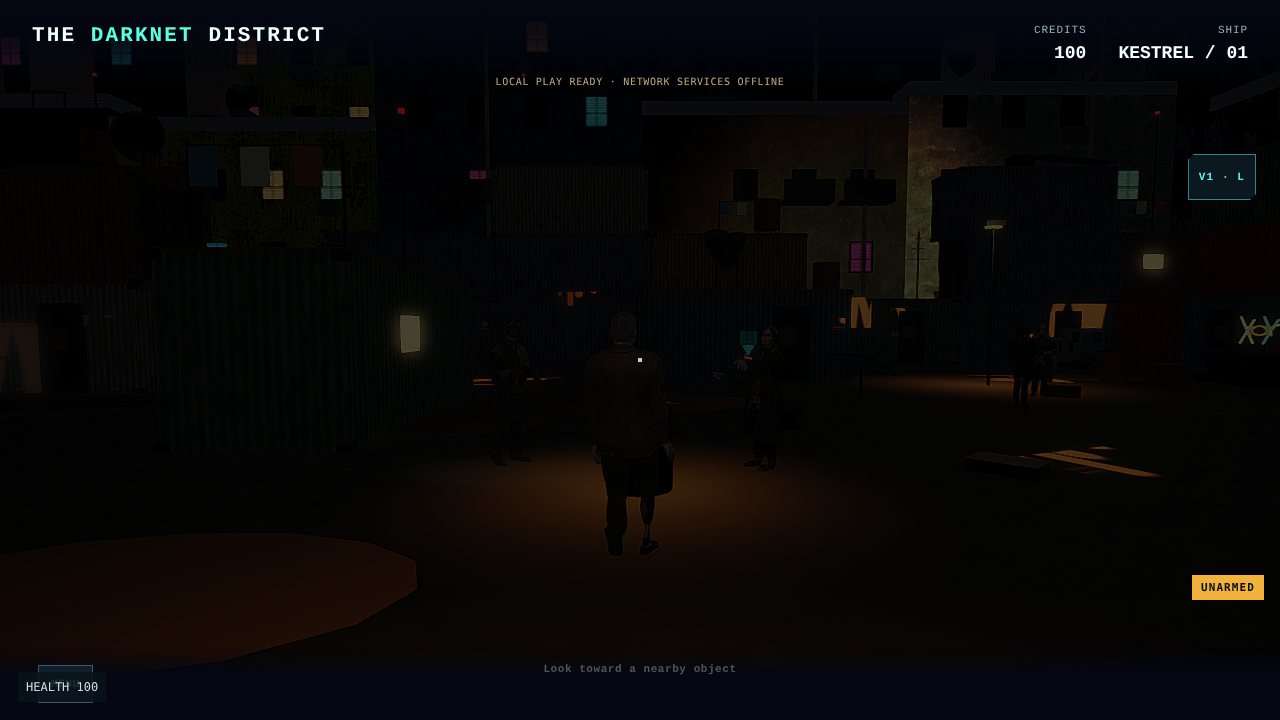 THE DARKNET DISTRICT
CREDITS
100
SHIP
KESTREL / 01
LOCAL PLAY READY · NETWORK SERVICES OFFLINE
V1 · L
UNARMED
Look toward a nearby object
HEALTH 100